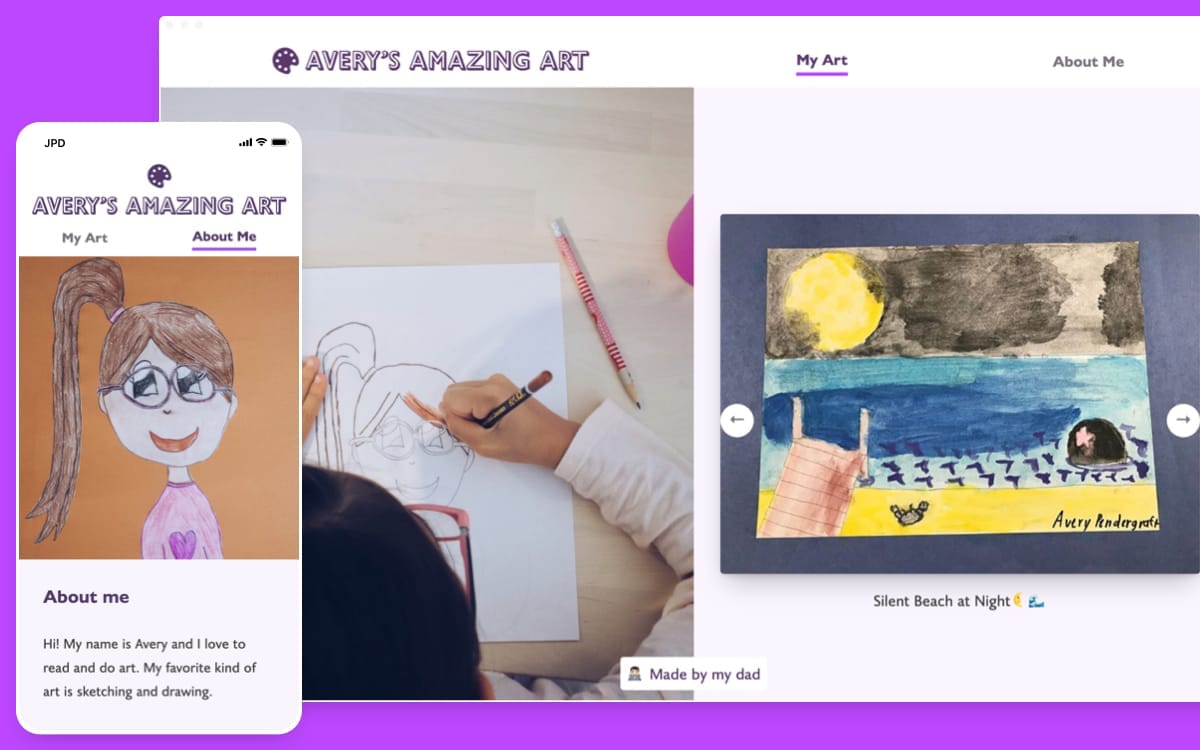 AVERY'S AMAZING ART
My Art
About Me
JPD
AVERY'S AMAZING ART
My Art
About Me
About me
Hi! My name is Avery and I love to
read and do art. My favorite kind of
art is sketching and drawing.
Avery Pendergraft
Silent Beach at Night🌜🌊
👨🏻‍💻 Made by my dad